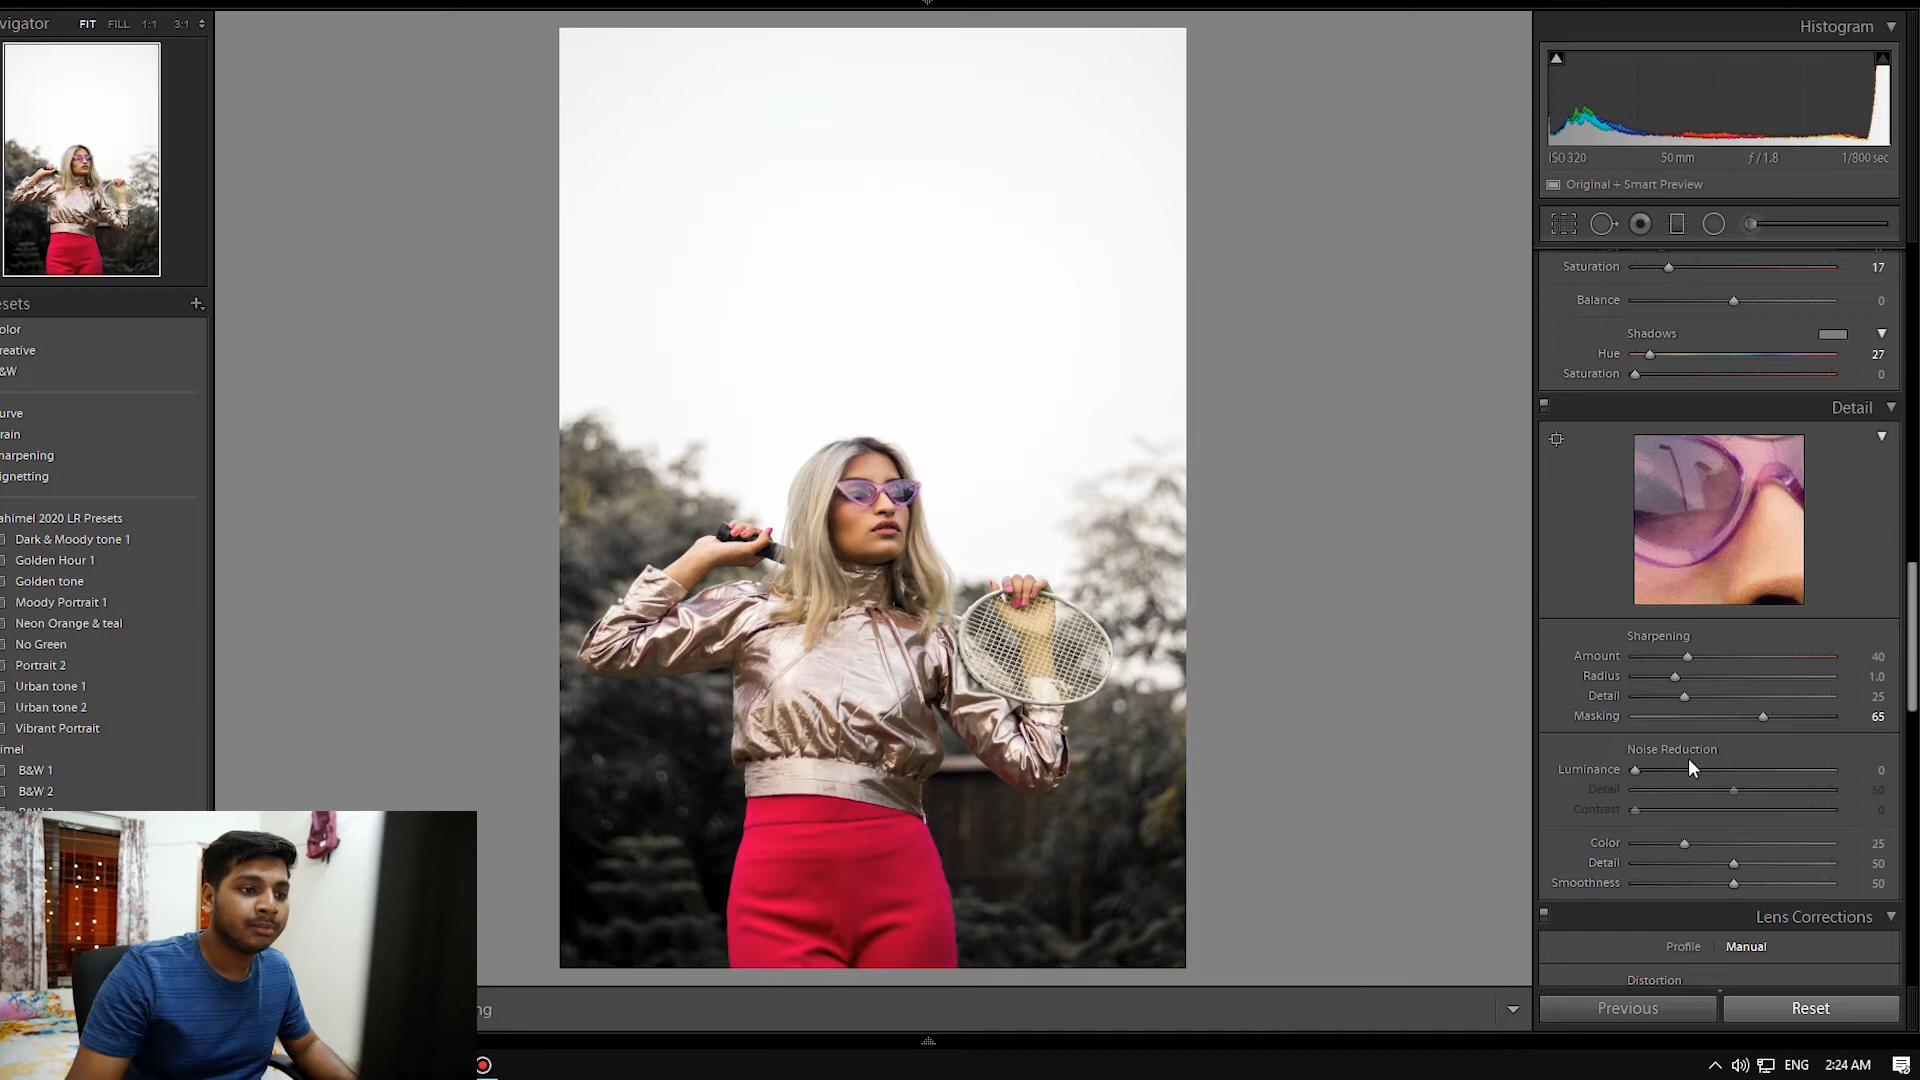 vigator FIT FILL 1:1 3:1
esets
olor
reative
&W
urve
rain
harpening
ignetting
ahimel 2020 LR Presets
Dark & Moody tone 1
Golden Hour 1
Golden tone
Moody Portrait 1
Neon Orange & teal
No Green
Portrait 2
Urban tone 1
Urban tone 2
Vibrant Portrait
imel
B&W 1
B&W 2
ng
Histogram
ISO 320 50 mm ƒ / 1.8 1/800 sec
Original + Smart Preview
Saturation 17
Balance 0
Shadows
Hue 27
Saturation 0
Detail
Sharpening
Amount 40
Radius 1.0
Detail 25
Masking 65
Noise Reduction
Luminance 0
Detail 50
Contrast 0
Color 25
Detail 50
Smoothness 50
Lens Corrections
Profile Manual
Distortion
Previous Reset
ENG 2:24 AM